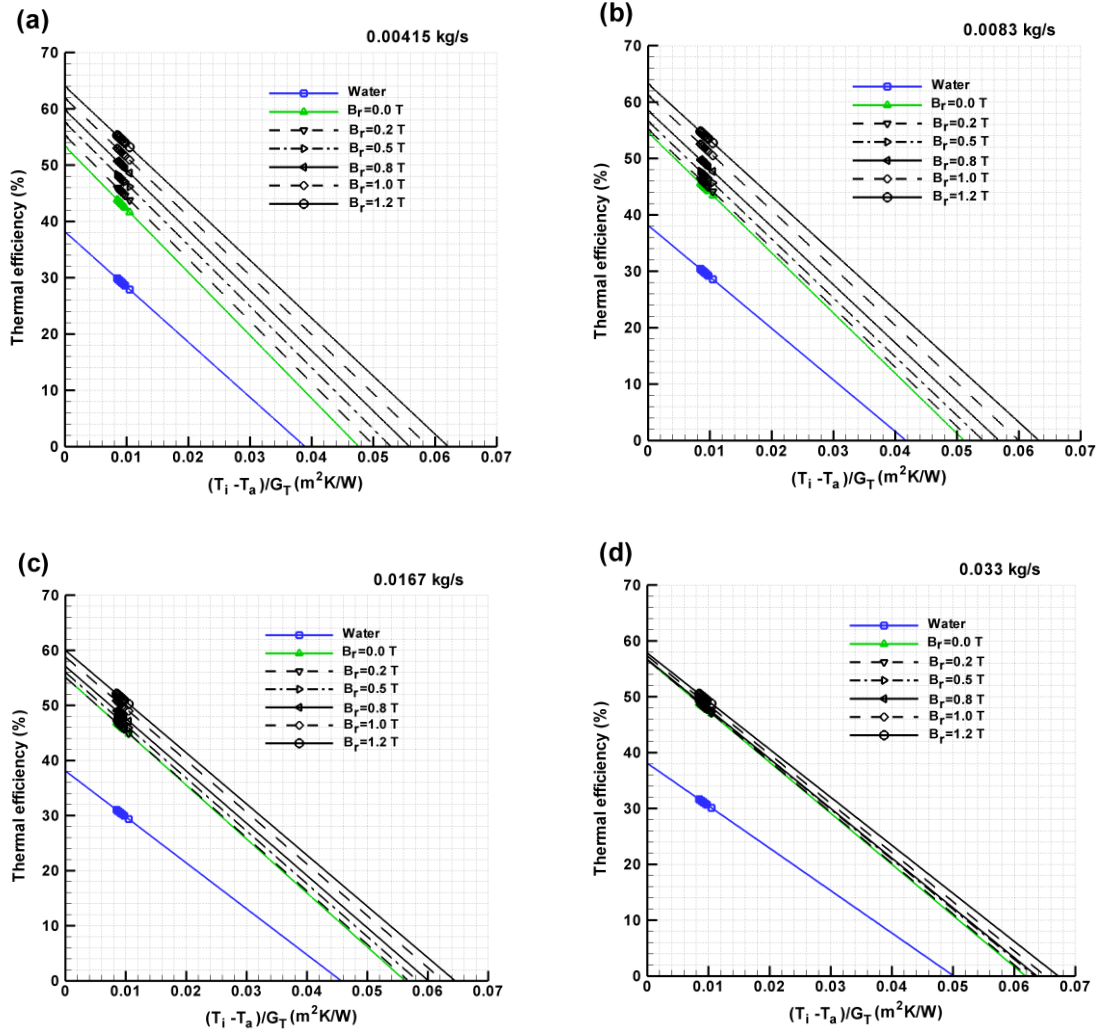 (a)
0.00415 kg/s
Thermal efficiency (%)
70
60
50
40
30
20
10
0
Water
Br=0.0 T
Br=0.2 T
Br=0.5 T
Br=0.8 T
Br=1.0 T
Br=1.2 T
0 0.01 0.02 0.03 0.04 0.05 0.06 0.07
(Ti -Ta)/GT (m²K/W)
(b)
0.0083 kg/s
Thermal efficiency (%)
70
60
50
40
30
20
10
0
Water
Br=0.0 T
Br=0.2 T
Br=0.5 T
Br=0.8 T
Br=1.0 T
Br=1.2 T
0 0.01 0.02 0.03 0.04 0.05 0.06 0.07
(Ti -Ta)/GT (m²K/W)
(c)
0.0167 kg/s
Thermal efficiency (%)
70
60
50
40
30
20
10
0
Water
Br=0.0 T
Br=0.2 T
Br=0.5 T
Br=0.8 T
Br=1.0 T
Br=1.2 T
0 0.01 0.02 0.03 0.04 0.05 0.06 0.07
(Ti -Ta)/GT (m²K/W)
(d)
0.033 kg/s
Thermal efficiency (%)
70
60
50
40
30
20
10
0
Water
Br=0.0 T
Br=0.2 T
Br=0.5 T
Br=0.8 T
Br=1.0 T
Br=1.2 T
0 0.01 0.02 0.03 0.04 0.05 0.06 0.07
(Ti -Ta)/GT (m²K/W)